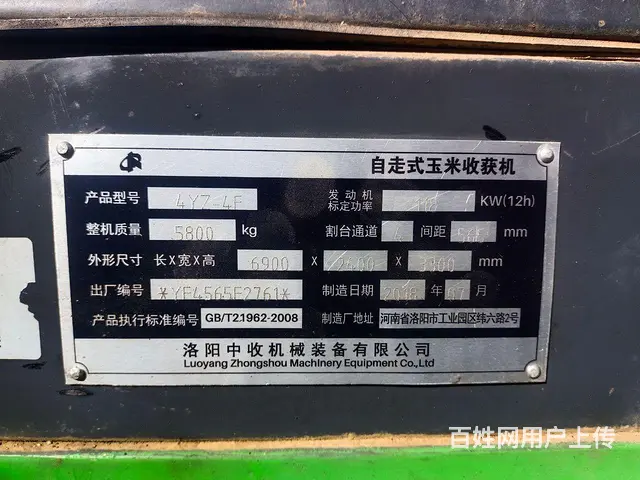 自走式玉米收获机
产品型号 4YZ-4F 发动机标定功率 118 KW(12h)
整机质量 5800 kg 割台通道 4 间距 mm
外形尺寸 长X宽X高 6900 X 2600 X 3300 mm
出厂编号 *YF4565E2761* 制造日期 2018 年 07 月
产品执行标准编号 GB/T21962-2008 制造厂地址 河南省洛阳市工业园区纬六路2号
洛阳中收机械装备有限公司
Luoyang Zhongshou Machinery Equipment Co.,Ltd
百姓网用户上传